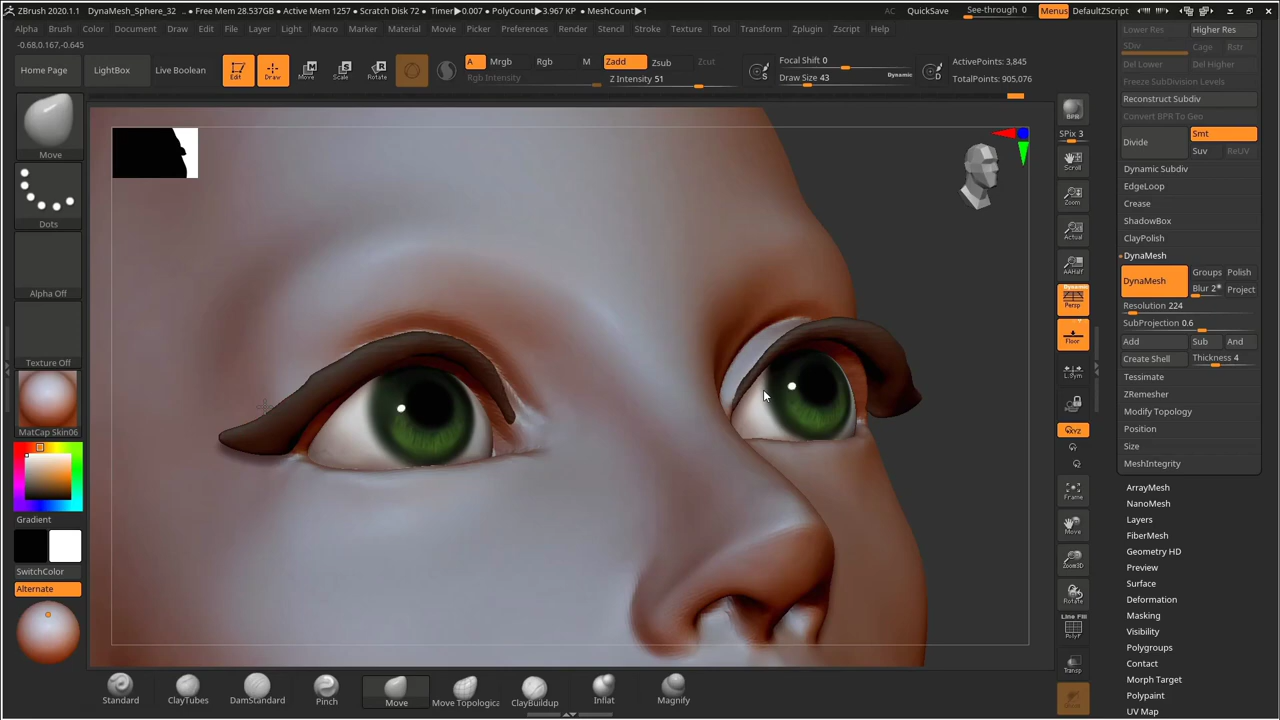 ZBrush 2020.1.1 DynaMesh_Sphere_32 .. • Free Mem 28.537GB • Active Mem 1257 • Scratch Disk 72 • Timer▶0.007 • PolyCount▶3.967 KP • MeshCount▶1 AC QuickSave See-through 0 Menus DefaultZScript
Alpha Brush Color Document Draw Edit File Layer Light Macro Marker Material Movie Picker Preferences Render Stencil Stroke Texture Tool Transform Zplugin Zscript
-0.68,0.167,-0.645
Home Page LightBox Live Boolean Edit Draw Move Scale Rotate
A Mrgb Rgb M Zadd Zsub Zcut
Rgb Intensity Z Intensity 51
S Focal Shift 0
Draw Size 43 Dynamic D
ActivePoints: 3,845
TotalPoints: 905,076
Move
Dots
Alpha Off
Texture Off
MatCap Skin06
Gradient
SwitchColor
Alternate
BPR
SPix 3
Scroll
Zoom
Actual
AAHalf
Dynamic
Persp
Floor
L.Sym
XYZ
Frame
Move
Zoom3D
Rotate
Line Fill
PolyF
Transp
Lower Res Higher Res
SDiv Cage Rstr
Del Lower Del Higher
Freeze SubDivision Levels
Reconstruct Subdiv
Convert BPR To Geo
Divide Smt
Suv ReUV
Dynamic Subdiv
EdgeLoop
Crease
ShadowBox
ClayPolish
DynaMesh
DynaMesh Groups Polish
Blur 2 Project
Resolution 224
SubProjection 0.6
Add Sub And
Create Shell Thickness 4
Tessimate
ZRemesher
Modify Topology
Position
Size
MeshIntegrity
ArrayMesh
NanoMesh
Layers
FiberMesh
Geometry HD
Preview
Surface
Deformation
Masking
Visibility
Polygroups
Contact
Morph Target
Polypaint
UV Map
Standard ClayTubes DamStandard Pinch Move Move Topologica ClayBuildup Inflat Magnify